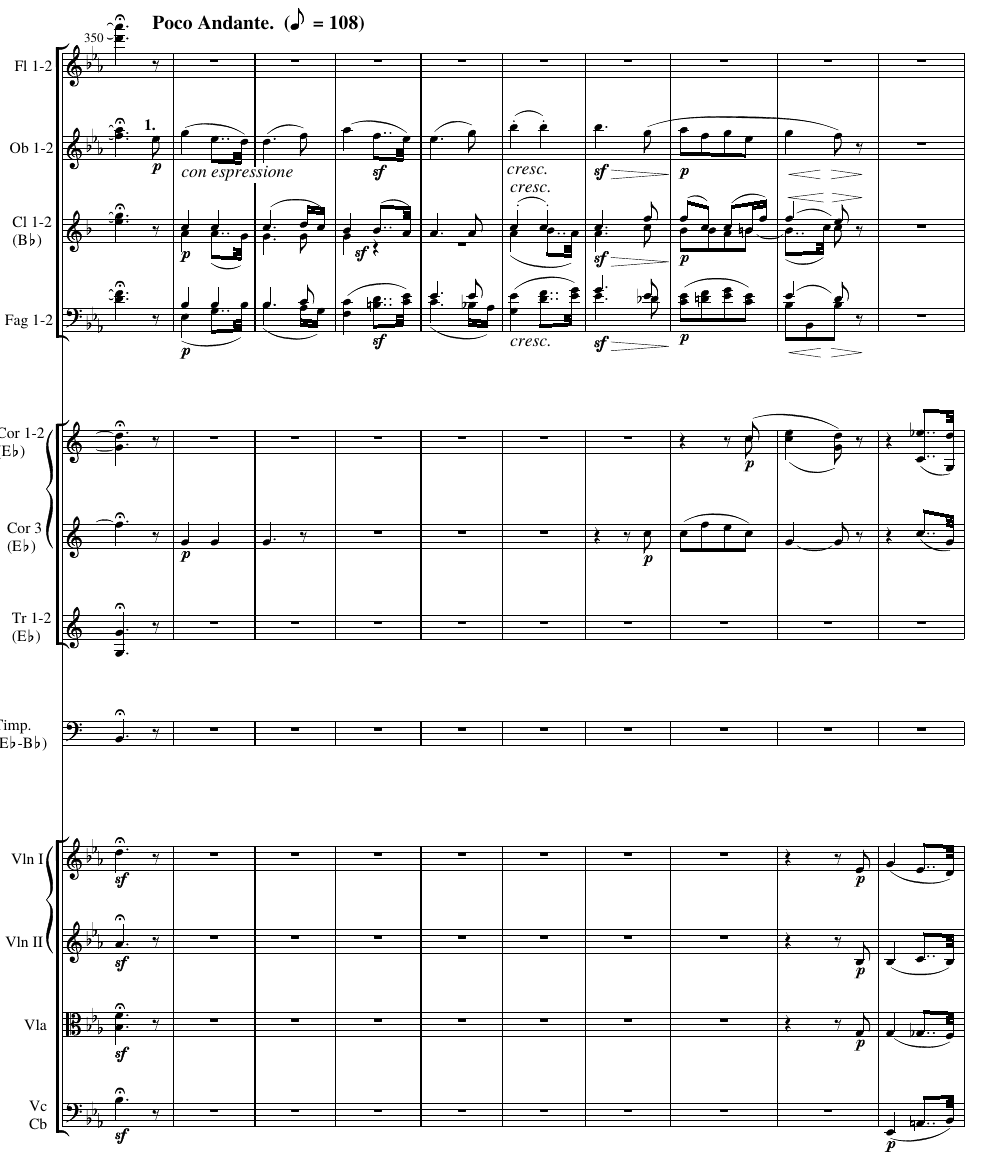 Poco Andante. (♪ = 108)
350
Fl 1-2
1.
Ob 1-2
p
con espressione
sf
cresc.
sf
p
cresc.
Cl 1-2
(B♭)
p
sf
sf
p
Fag 1-2
p
sf
cresc.
sf
p
Cor 1-2
(E♭)
p
Cor 3
(E♭)
p
p
Tr 1-2
(E♭)
Timp.
(E♭-B♭)
Vln I
sf
p
Vln II
sf
p
Vla
sf
p
Vc
Cb
sf
p